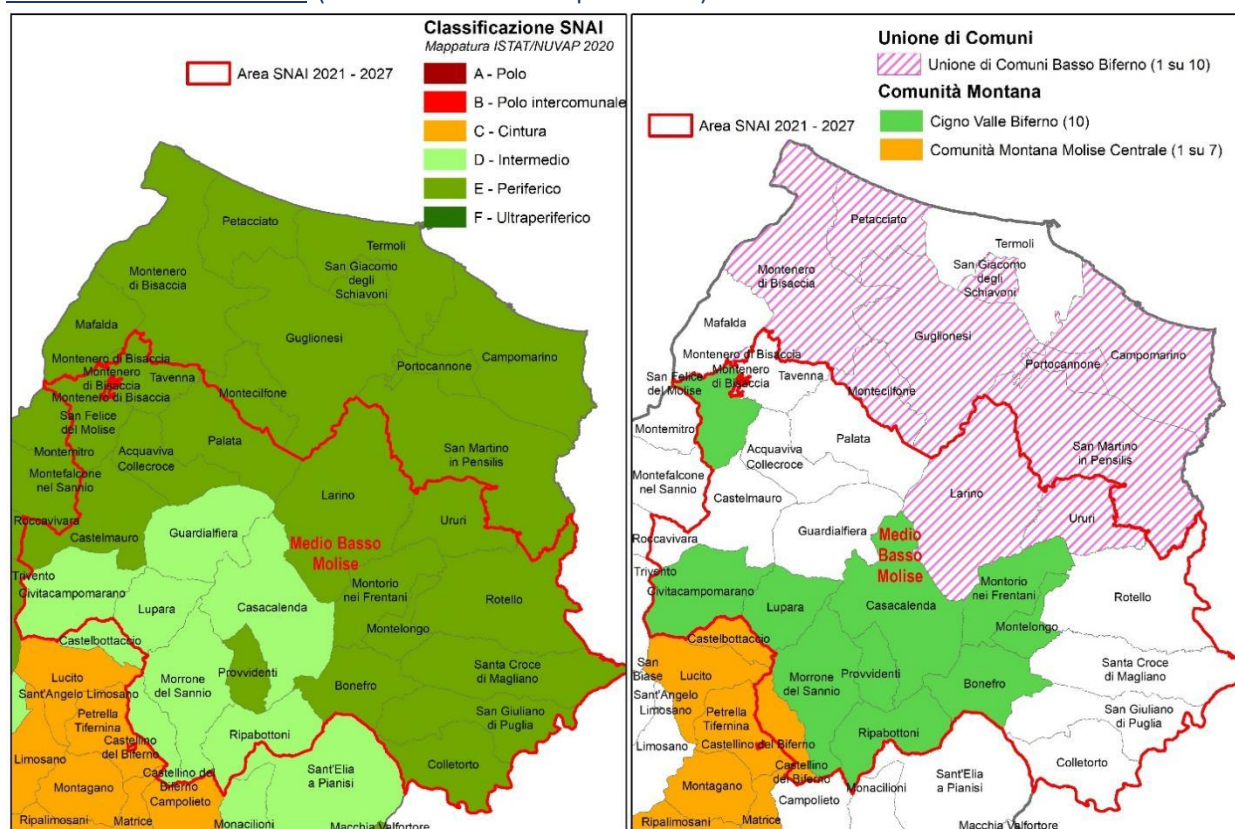 Classificazione SNAI
Mappatura ISTAT/NUVAP 2020
Area SNAI 2021 - 2027
A - Polo
B - Polo intercomunale
C - Cintura
D - Intermedio
E - Periferico
F - Ultraperiferico
Petacciato
Termoli
San Giacomo
degli
Schiavoni
Montenero
di Bisaccia
Mafalda
Guglionesi
Campomarino
Portocannone
Montenero di Bisaccia
Montenero
di Bisaccia
Montenero di Bisaccia
Tavenna
Montecilfone
San Felice
del Molise
Palata
San Martino
in Pensilis
Montemitro
Acquaviva
Collecroce
Montefalcone
nel Sannio
Larino
Ururi
Roccavivara
Castelmauro
Guardialfiera
Medio Basso
Molise
Trivento
Civitacampomarano
Lupara
Casacalenda
Montorio
nei Frentani
Rotello
Montelongo
Castelbottaccio
Lucito
Morrone
del Sannio
Provvidenti
Bonefro
Santa Croce
di Magliano
Sant'Angelo Limosano
Petrella
Tifernina
San Giuliano
di Puglia
Castellino
del Biferno
Ripabottoni
Limosano
Colletorto
Castellino del
Biferno
Campolieto
Sant'Elia
a Pianisi
Montagano
Ripalimosani
Matrice
Monacilioni
Macchia Valfortore
Unione di Comuni
Unione di Comuni Basso Biferno (1 su 10)
Comunità Montana
Area SNAI 2021 - 2027
Cigno Valle Biferno (10)
Comunità Montana Molise Centrale (1 su 7)
Petacciato
Termoli
San Giacomo
degli
Schiavoni
Montenero
di Bisaccia
Mafalda
Guglionesi
Campomarino
Portocannone
Montenero di Bisaccia
Montenero
di Bisaccia
Tavenna
San Felice
del Molise
Montecilfone
Montemitro
Acquaviva
Collecroce
Palata
San Martino
in Pensilis
Montefalcone
nel Sannio
Castelmauro
Larino
Ururi
Roccavivara
Guardialfiera
Medio
Basso
Molise
Trivento
Civitacampomarano
Lupara
Casacalenda
Montorio
nei Frentani
Rotello
Montelongo
Castelbottaccio
San
Biase
Lucito
Morrone
del Sannio
Provvidenti
Bonefro
Santa Croce
di Magliano
Sant'Angelo
Limosano
Petrella
Tifernina
San Giuliano
di Puglia
Limosano
Castellino del Biferno
Ripabottoni
Castellino
del Biferno
Colletorto
Montagano
Campolieto
Monacilioni
Sant'Elia
a Pianisi
Ripalimosani
Matrice
Macchia Valfortore